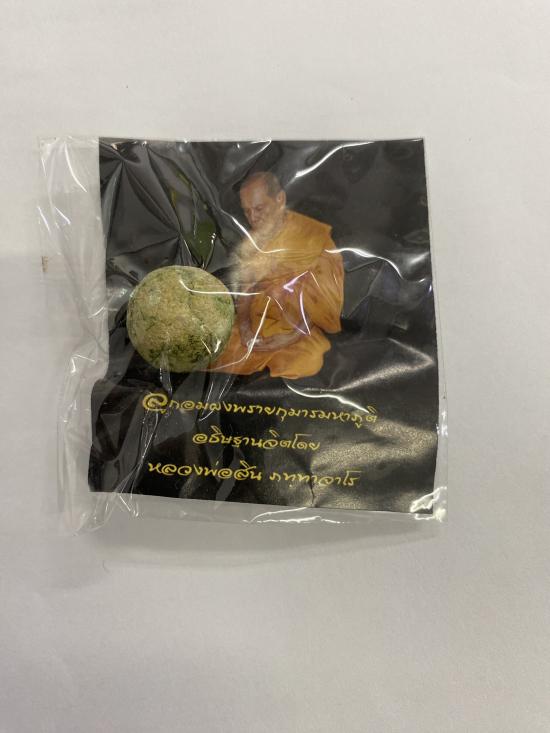 ลูกอมผงพรายกุมารมหาภูติ
อธิษฐานจิตโดย
หลวงพ่อสิน ภทฺทาจาโร